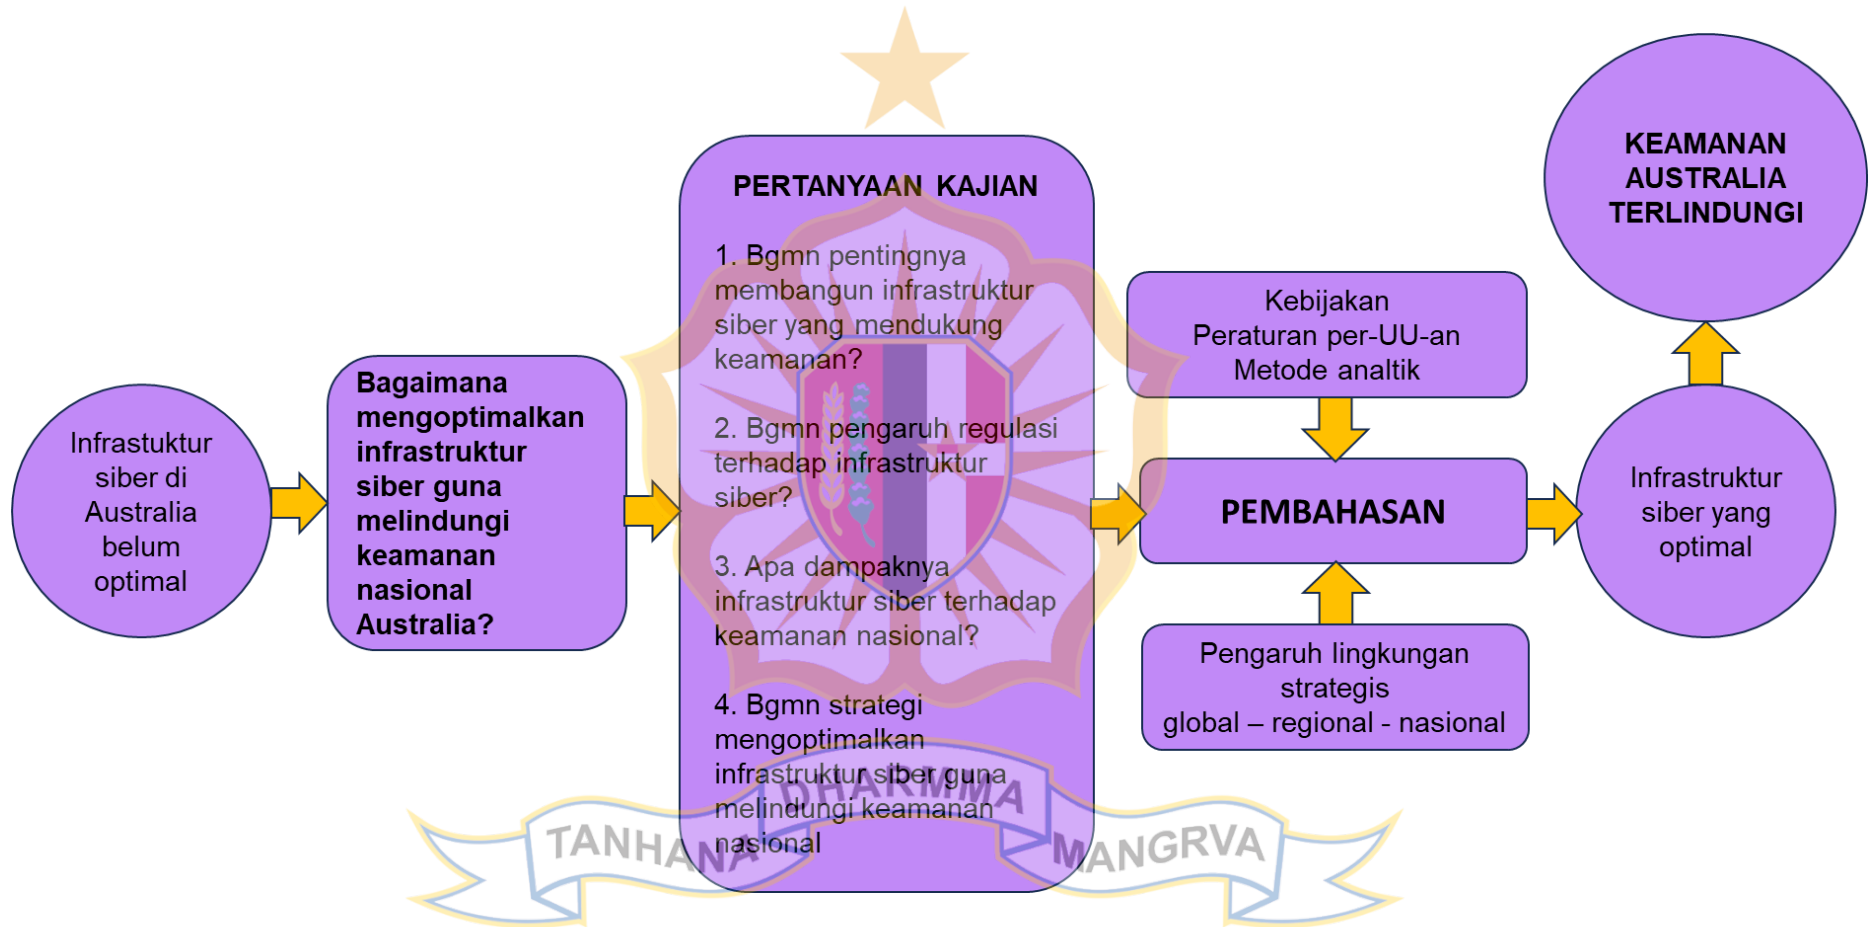 Infrastuktur
siber di
Australia
belum
optimal
Bagaimana
mengoptimalkan
infrastruktur
siber guna
melindungi
keamanan
nasional
Australia?
PERTANYAAN KAJIAN
1. Bgmn pentingnya
membangun infrastruktur
siber yang mendukung
keamanan?
2. Bgmn pengaruh regulasi
terhadap infrastruktur
siber?
3. Apa dampaknya
infrastruktur siber terhadap
keamanan nasional?
4. Bgmn strategi
mengoptimalkan
infrastruktur siber guna
melindungi keamanan
nasional
Kebijakan
Peraturan per-UU-an
Metode analtik
PEMBAHASAN
Pengaruh lingkungan
strategis
global – regional - nasional
Infrastruktur
siber yang
optimal
KEAMANAN
AUSTRALIA
TERLINDUNGI
TANHANA DHARMMA MANGRVA